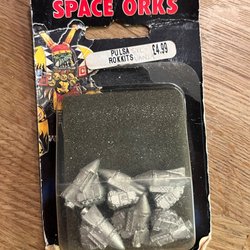 SPACE ORKS
PULSA
ROKKITS
£4.99